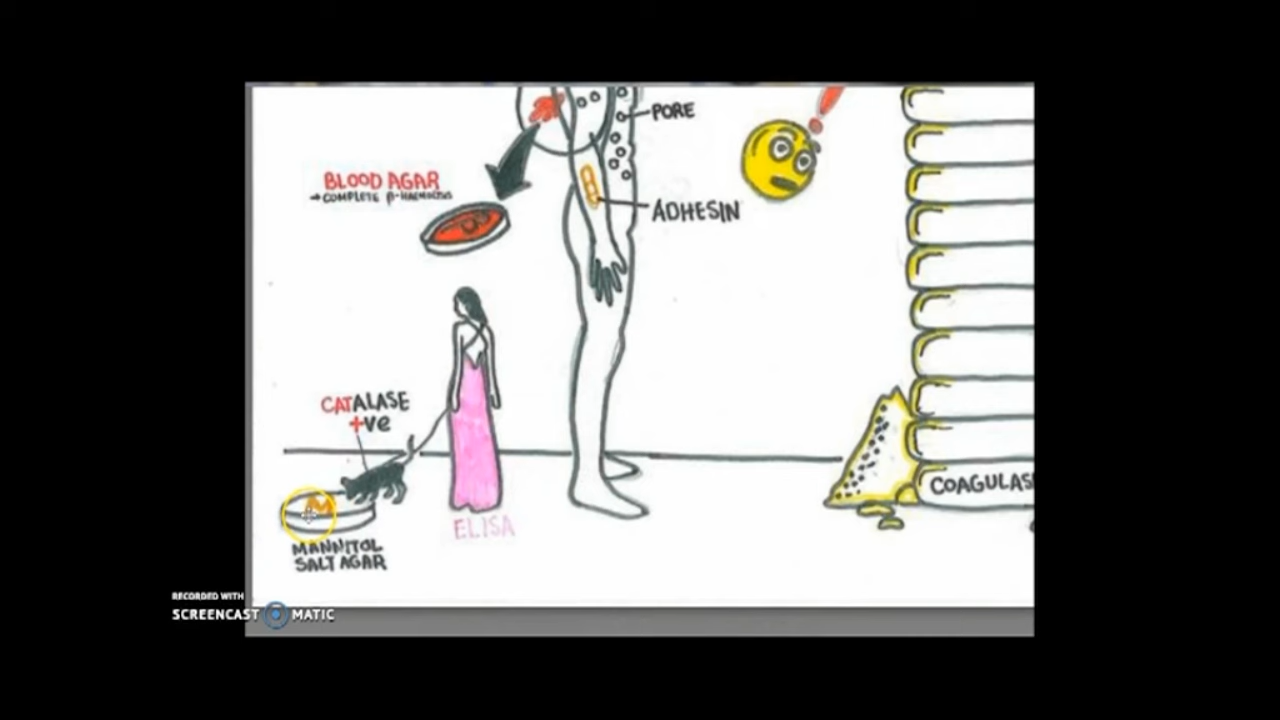 PORE
BLOOD AGAR
→ COMPLETE β-HAEMOLYSIS
ADHESIN
CATALASE
+ve
COAGULAS
ELISA
M
MANNITOL
SALT AGAR
RECORDED WITH
SCREENCAST MATIC